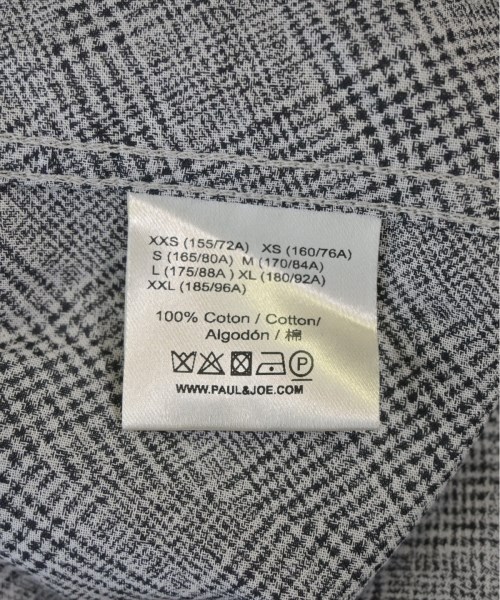 XXS (155/72A) XS (160/76A)
S (165/80A) M (170/84A)
L (175/88A ) XL (180/92A)
XXL (185/96A)
100% Coton / Cotton/
Algodón / 棉
P
WWW.PAUL&JOE.COM